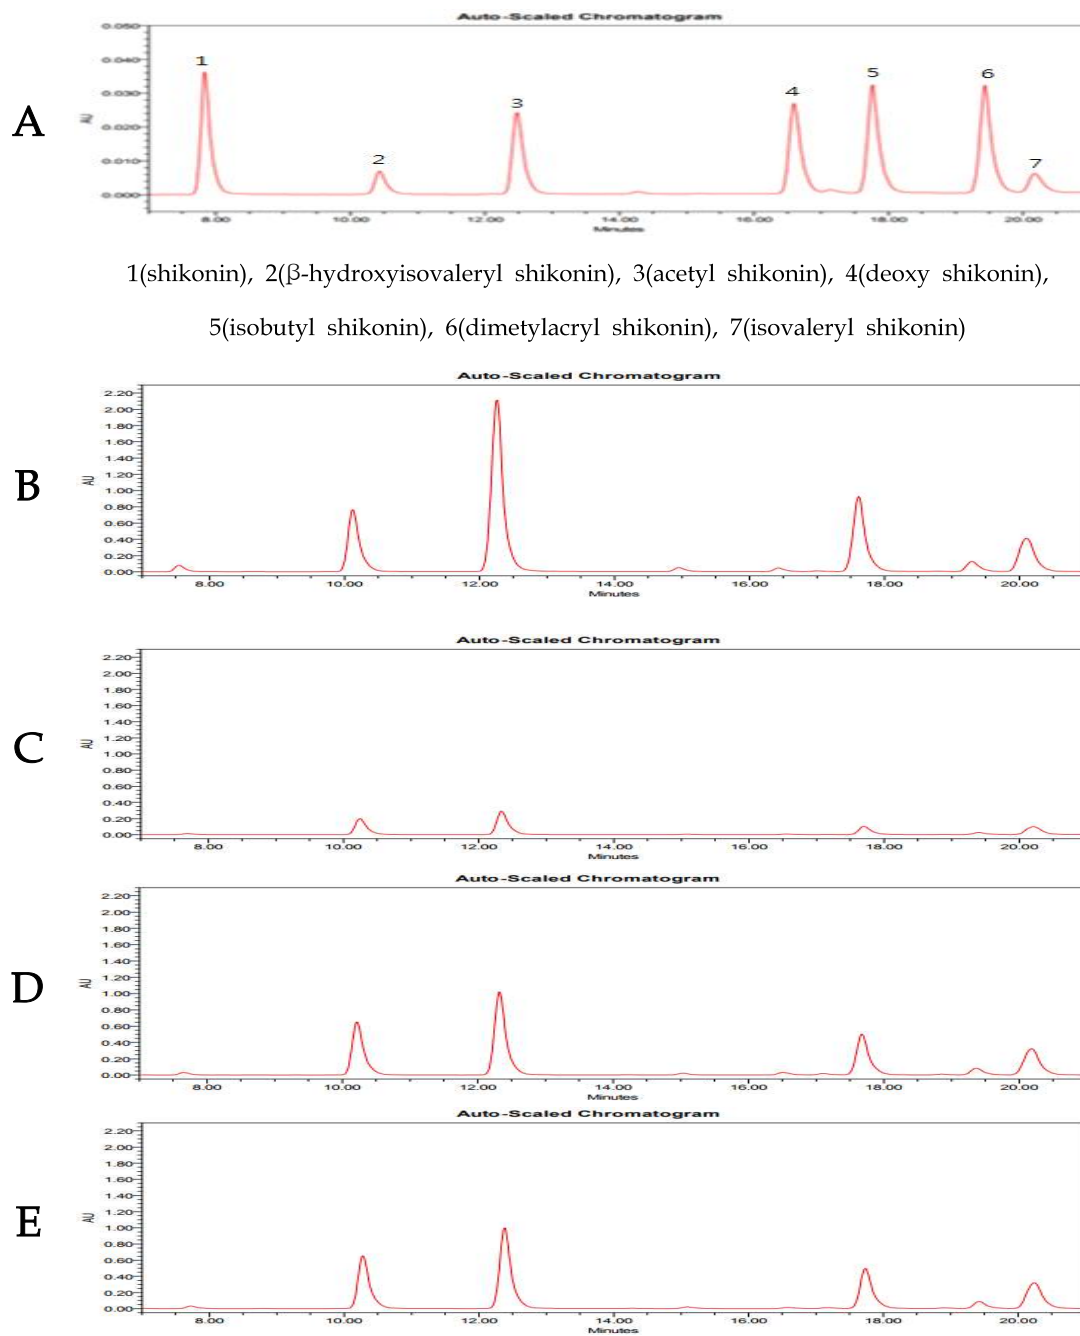 Auto-Scaled Chromatogram
A
AU
0.050
0.040
0.030
0.020
0.010
0.000
1
2
3
4
5
6
7
8.00 10.00 12.00 14.00 16.00 18.00 20.00
Minutes
1(shikonin), 2(β-hydroxyisovaleryl shikonin), 3(acetyl shikonin), 4(deoxy shikonin),
5(isobutyl shikonin), 6(dimetylacryl shikonin), 7(isovaleryl shikonin)
Auto-Scaled Chromatogram
B
AU
2.20
2.00
1.80
1.60
1.40
1.20
1.00
0.80
0.60
0.40
0.20
0.00
8.00 10.00 12.00 14.00 16.00 18.00 20.00
Minutes
Auto-Scaled Chromatogram
C
AU
2.20
2.00
1.80
1.60
1.40
1.20
1.00
0.80
0.60
0.40
0.20
0.00
8.00 10.00 12.00 14.00 16.00 18.00 20.00
Minutes
Auto-Scaled Chromatogram
D
AU
2.20
2.00
1.80
1.60
1.40
1.20
1.00
0.80
0.60
0.40
0.20
0.00
8.00 10.00 12.00 14.00 16.00 18.00 20.00
Minutes
Auto-Scaled Chromatogram
E
AU
2.20
2.00
1.80
1.60
1.40
1.20
1.00
0.80
0.60
0.40
0.20
0.00
8.00 10.00 12.00 14.00 16.00 18.00 20.00
Minutes